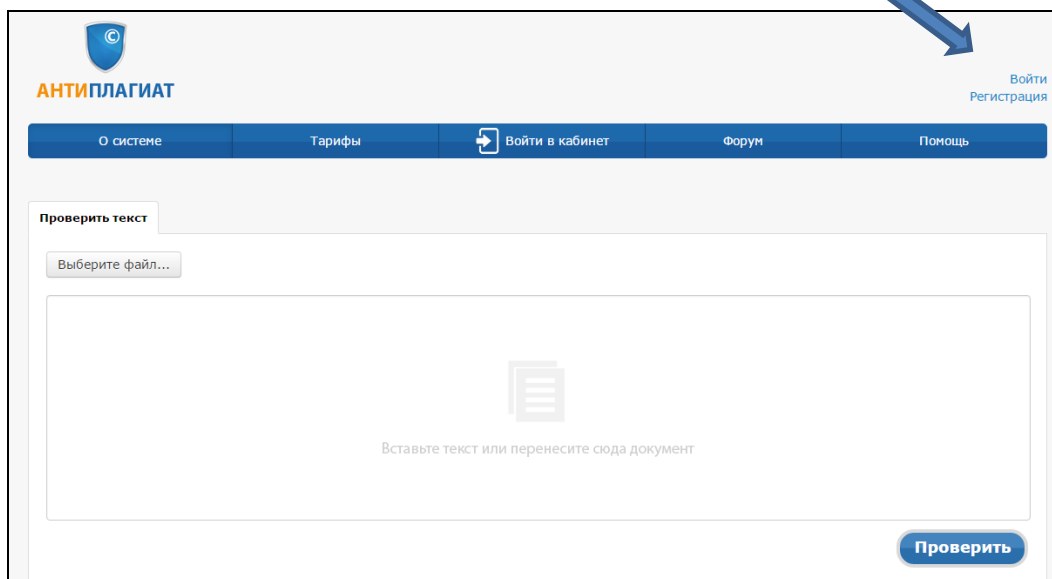 ©
АНТИПЛАГИАТ
Войти
Регистрация
О системе Тарифы Войти в кабинет Форум Помощь
Проверить текст
Выберите файл...
Вставьте текст или перенесите сюда документ
Проверить